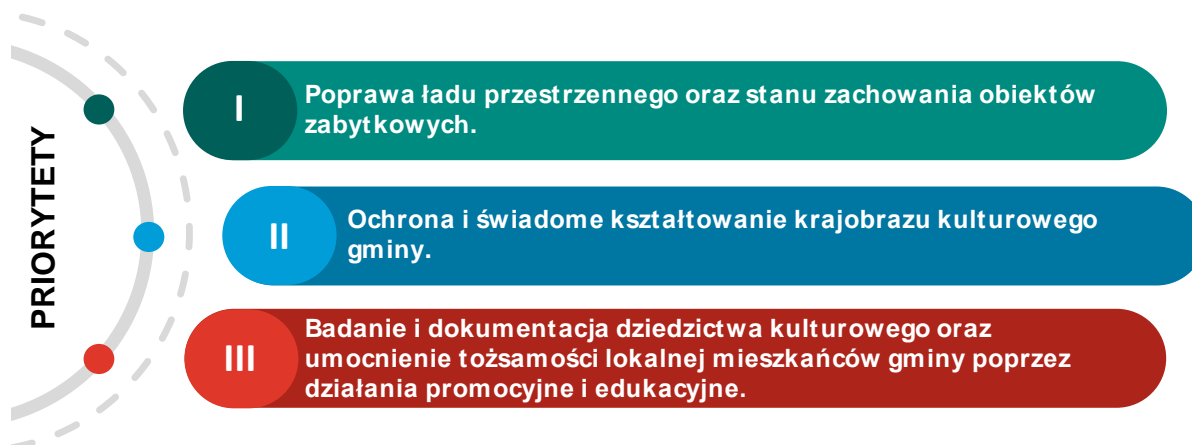 PRIORYTETY
I
Poprawa ładu przestrzennego oraz stanu zachowania obiektów
zabytkowych.
II
Ochrona i świadome kształtowanie krajobrazu kulturowego
gminy.
III
Badanie i dokumentacja dziedzictwa kulturowego oraz
umocnienie tożsamości lokalnej mieszkańców gminy poprzez
działania promocyjne i edukacyjne.